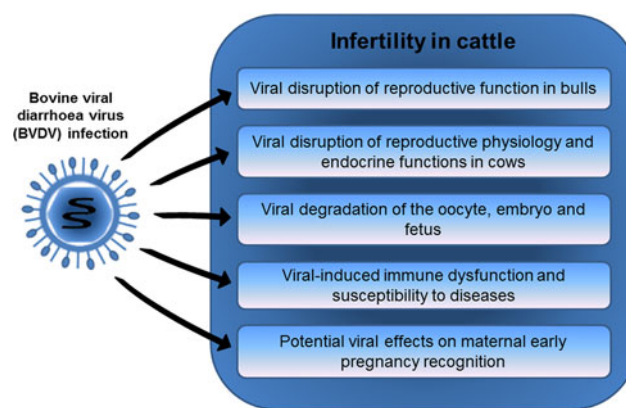 Infertility in cattle
Bovine viral
diarrhoea virus
(BVDV) infection
Viral disruption of reproductive function in bulls
Viral disruption of reproductive physiology and
endocrine functions in cows
Viral degradation of the oocyte, embryo and
fetus
Viral-induced immune dysfunction and
susceptibility to diseases
Potential viral effects on maternal early
pregnancy recognition